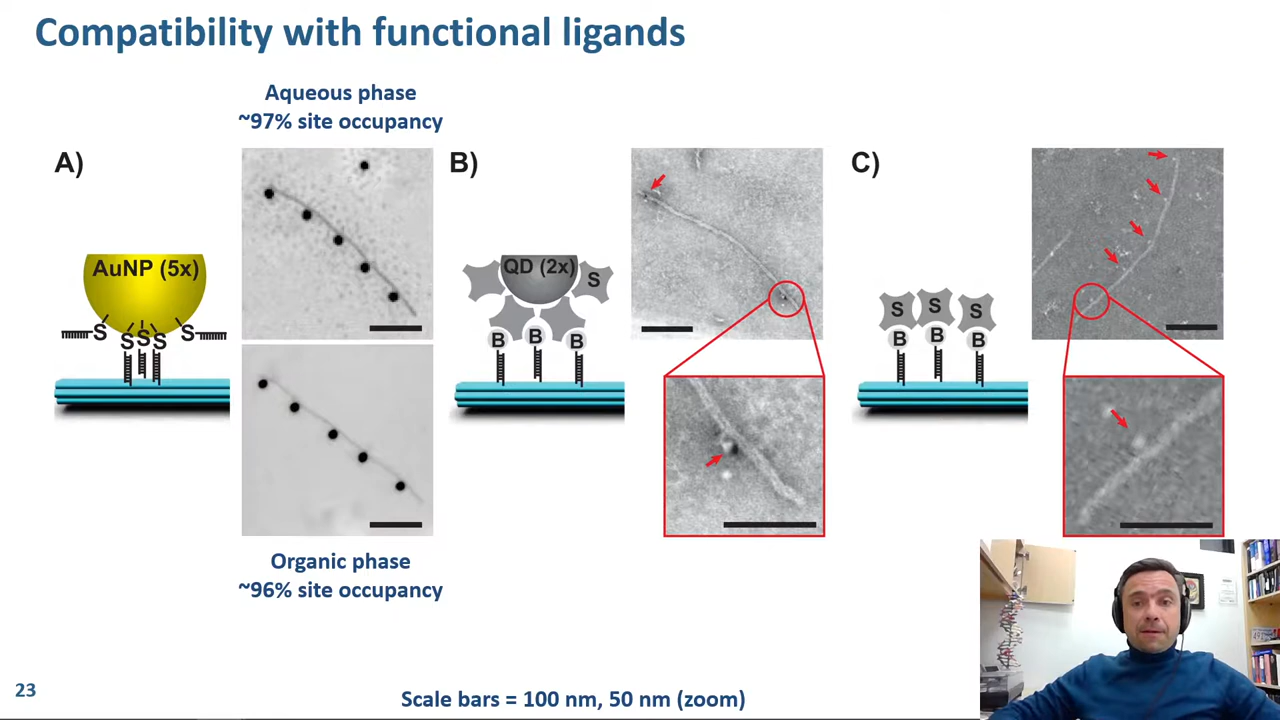 Compatibility with functional ligands
Aqueous phase
~97% site occupancy
A)
AuNP (5x)
S
S
S
S
S
B)
QD (2x)
S
B
B
B
C)
S
S
S
B
B
B
Organic phase
~96% site occupancy
23
Scale bars = 100 nm, 50 nm (zoom)